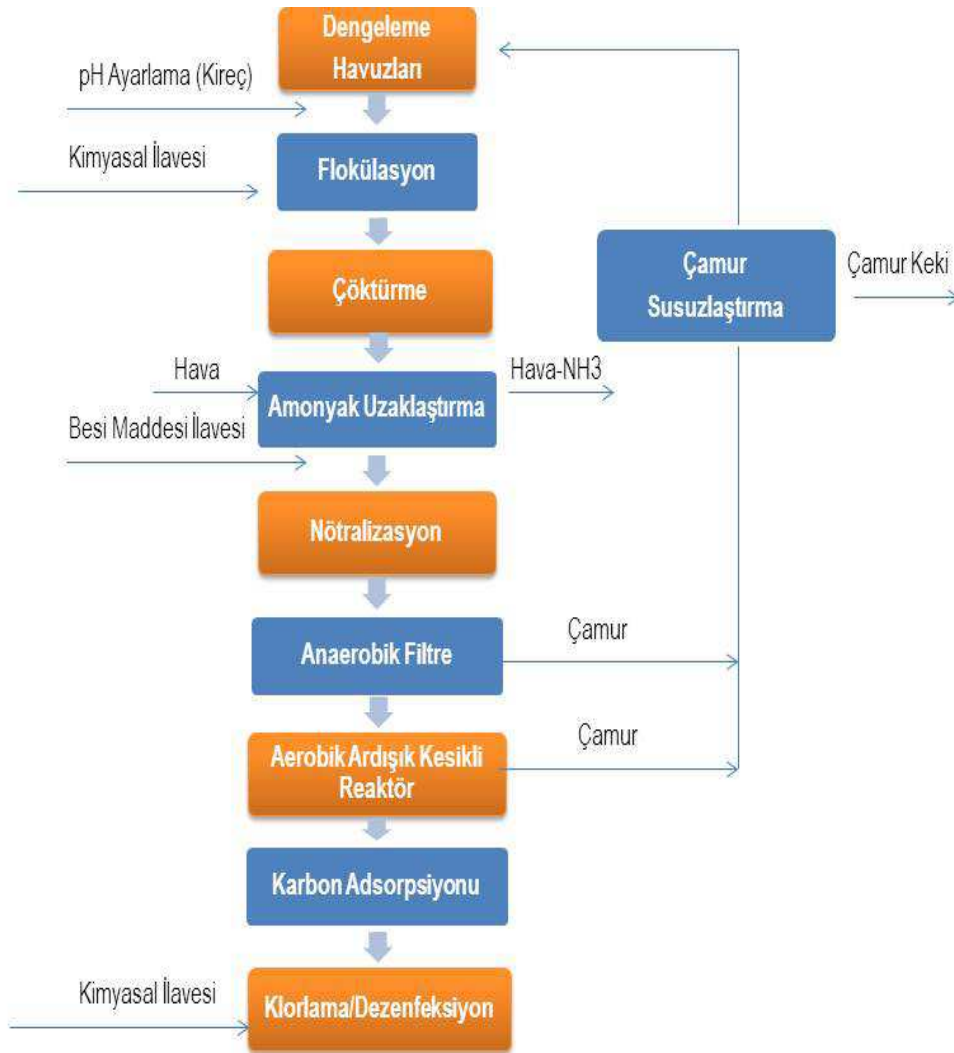 Dengeleme
Havuzları
pH Ayarlama (Kireç)
Kimyasal İlavesi
Flokülasyon
Çöktürme
Çamur
Susuzlaştırma
Çamur Keki
Hava
Hava-NH3
Amonyak Uzaklaştırma
Besi Maddesi İlavesi
Nötralizasyon
Anaerobik Filtre
Çamur
Aerobik Ardışık Kesikli
Reaktör
Çamur
Karbon Adsorpsiyonu
Kimyasal İlavesi
Klorlama/Dezenfeksiyon